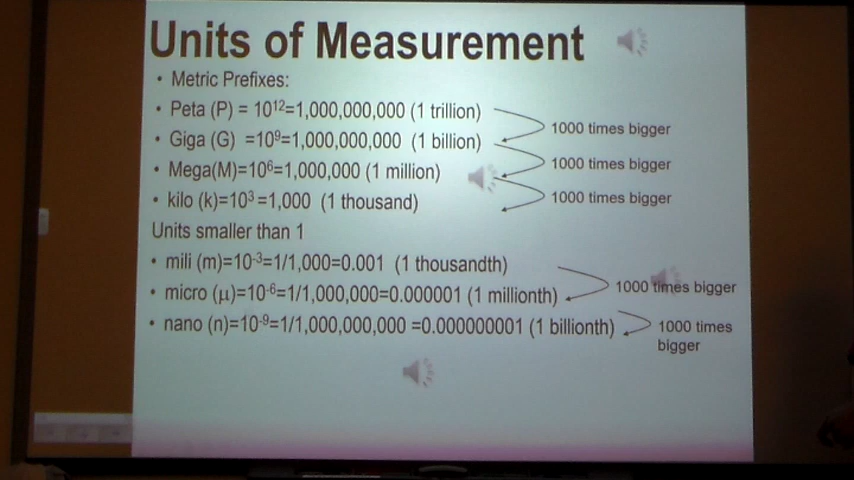 Units of Measurement
• Metric Prefixes:
• Peta (P) = 10¹²=1,000,000,000 (1 trillion)
1000 times bigger
• Giga (G) =10⁹=1,000,000,000 (1 billion)
1000 times bigger
• Mega(M)=10⁶=1,000,000 (1 million)
1000 times bigger
• kilo (k)=10³=1,000 (1 thousand)
Units smaller than 1
• mili (m)=10⁻³=1/1,000=0.001 (1 thousandth)
1000 times bigger
• micro (µ)=10⁻⁶=1/1,000,000=0.000001 (1 millionth)
• nano (n)=10⁻⁹=1/1,000,000,000 =0.000000001 (1 billionth)
1000 times
bigger